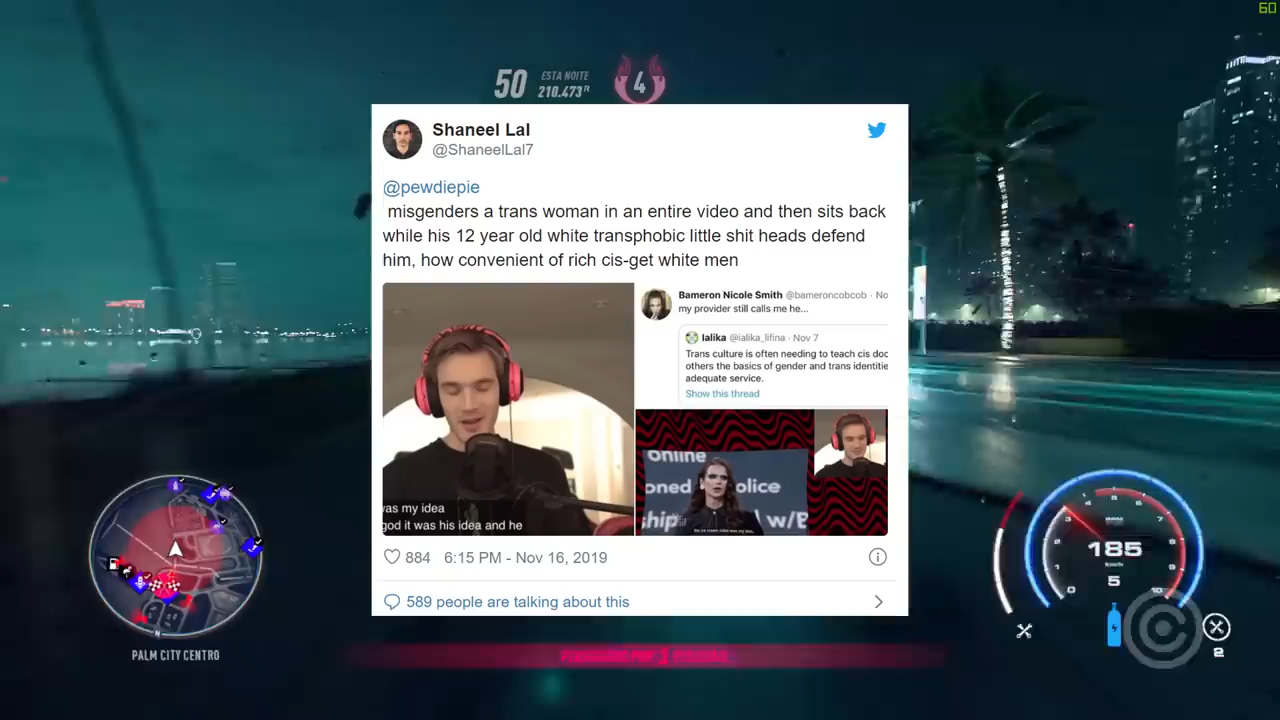 60
50 ESTA NOITE
210.473ᴿ
4
Shaneel Lal
@ShaneelLal7
@pewdiepie
misgenders a trans woman in an entire video and then sits back
while his 12 year old white transphobic little shit heads defend
him, how convenient of rich cis-get white men
Bameron Nicole Smith @bameroncobcob · No
my provider still calls me he...
lalika @ialika_lifina · Nov 7
Trans culture is often needing to teach cis doc
others the basics of gender and trans identitie
adequate service.
Show this thread
Online
oned olice
ship w/B
was my idea
god it was his idea and he
884 6:15 PM - Nov 16, 2019
589 people are talking about this
PALM CITY CENTRO
N
185
5
2